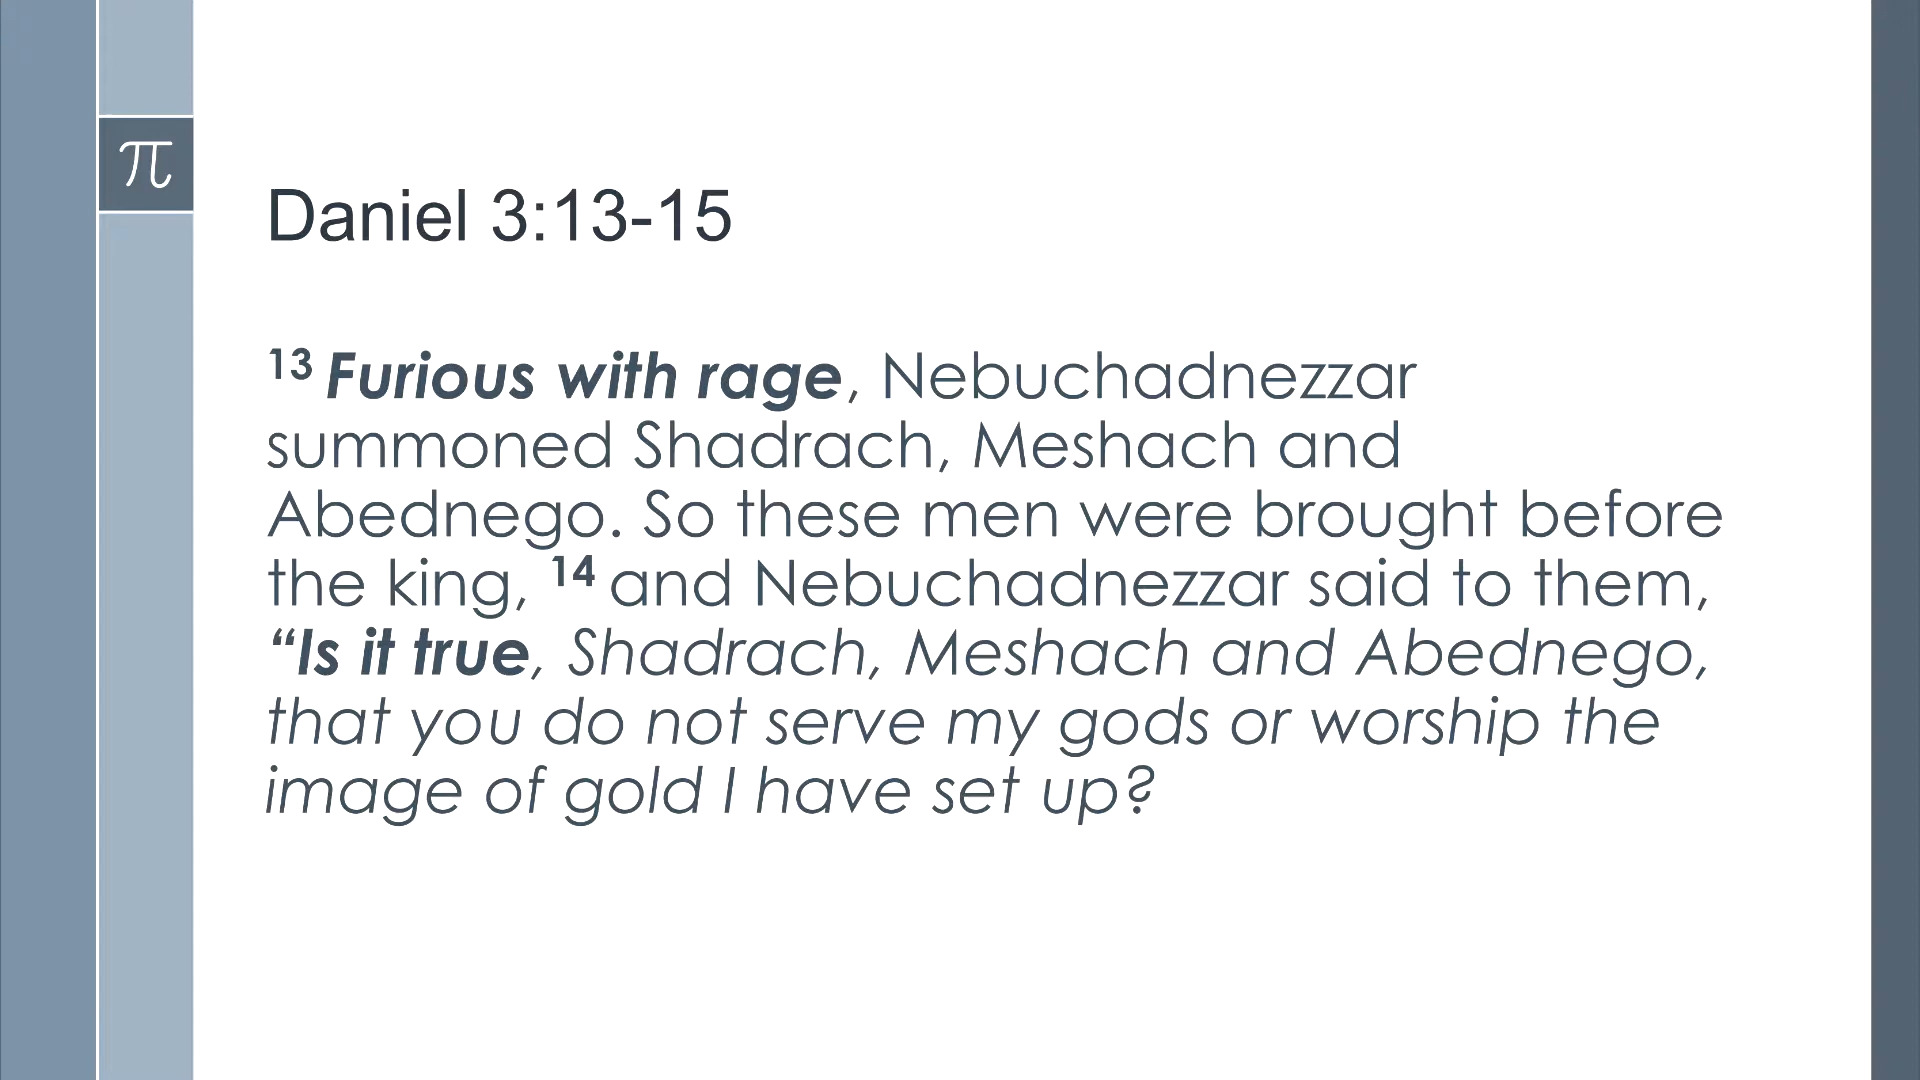 π
Daniel 3:13-15
13 Furious with rage, Nebuchadnezzar
summoned Shadrach, Meshach and
Abednego. So these men were brought before
the king, 14 and Nebuchadnezzar said to them,
“Is it true, Shadrach, Meshach and Abednego,
that you do not serve my gods or worship the
image of gold I have set up?